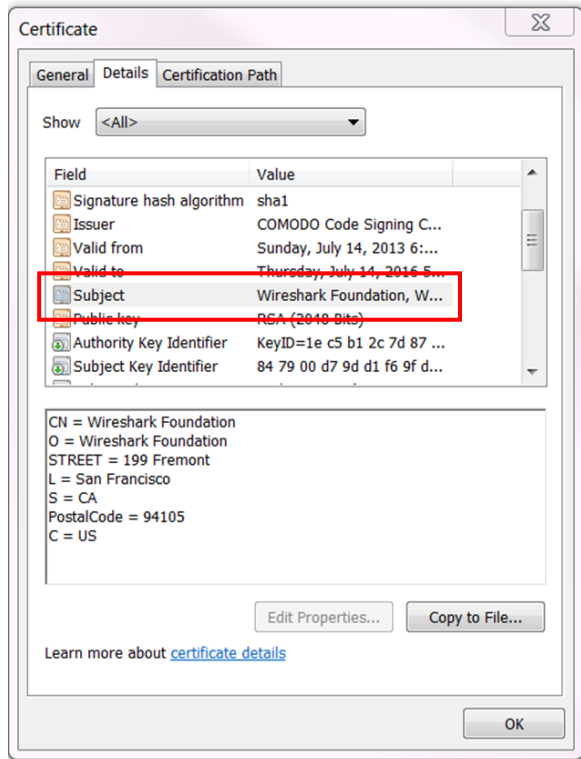 Certificate
General Details Certification Path
Show <All>
Field Value
Signature hash algorithm sha1
Issuer COMODO Code Signing C...
Valid from Sunday, July 14, 2013 6:...
Valid to Thursday, July 14, 2016 5...
Subject Wireshark Foundation, W...
Public key RSA (2048 Bits)
Authority Key Identifier KeyID=1e c5 b1 2c 7d 87 ...
Subject Key Identifier 84 79 00 d7 9d d1 f6 9f d...
CN = Wireshark Foundation
O = Wireshark Foundation
STREET = 199 Fremont
L = San Francisco
S = CA
PostalCode = 94105
C = US
Edit Properties... Copy to File...
Learn more about certificate details
OK